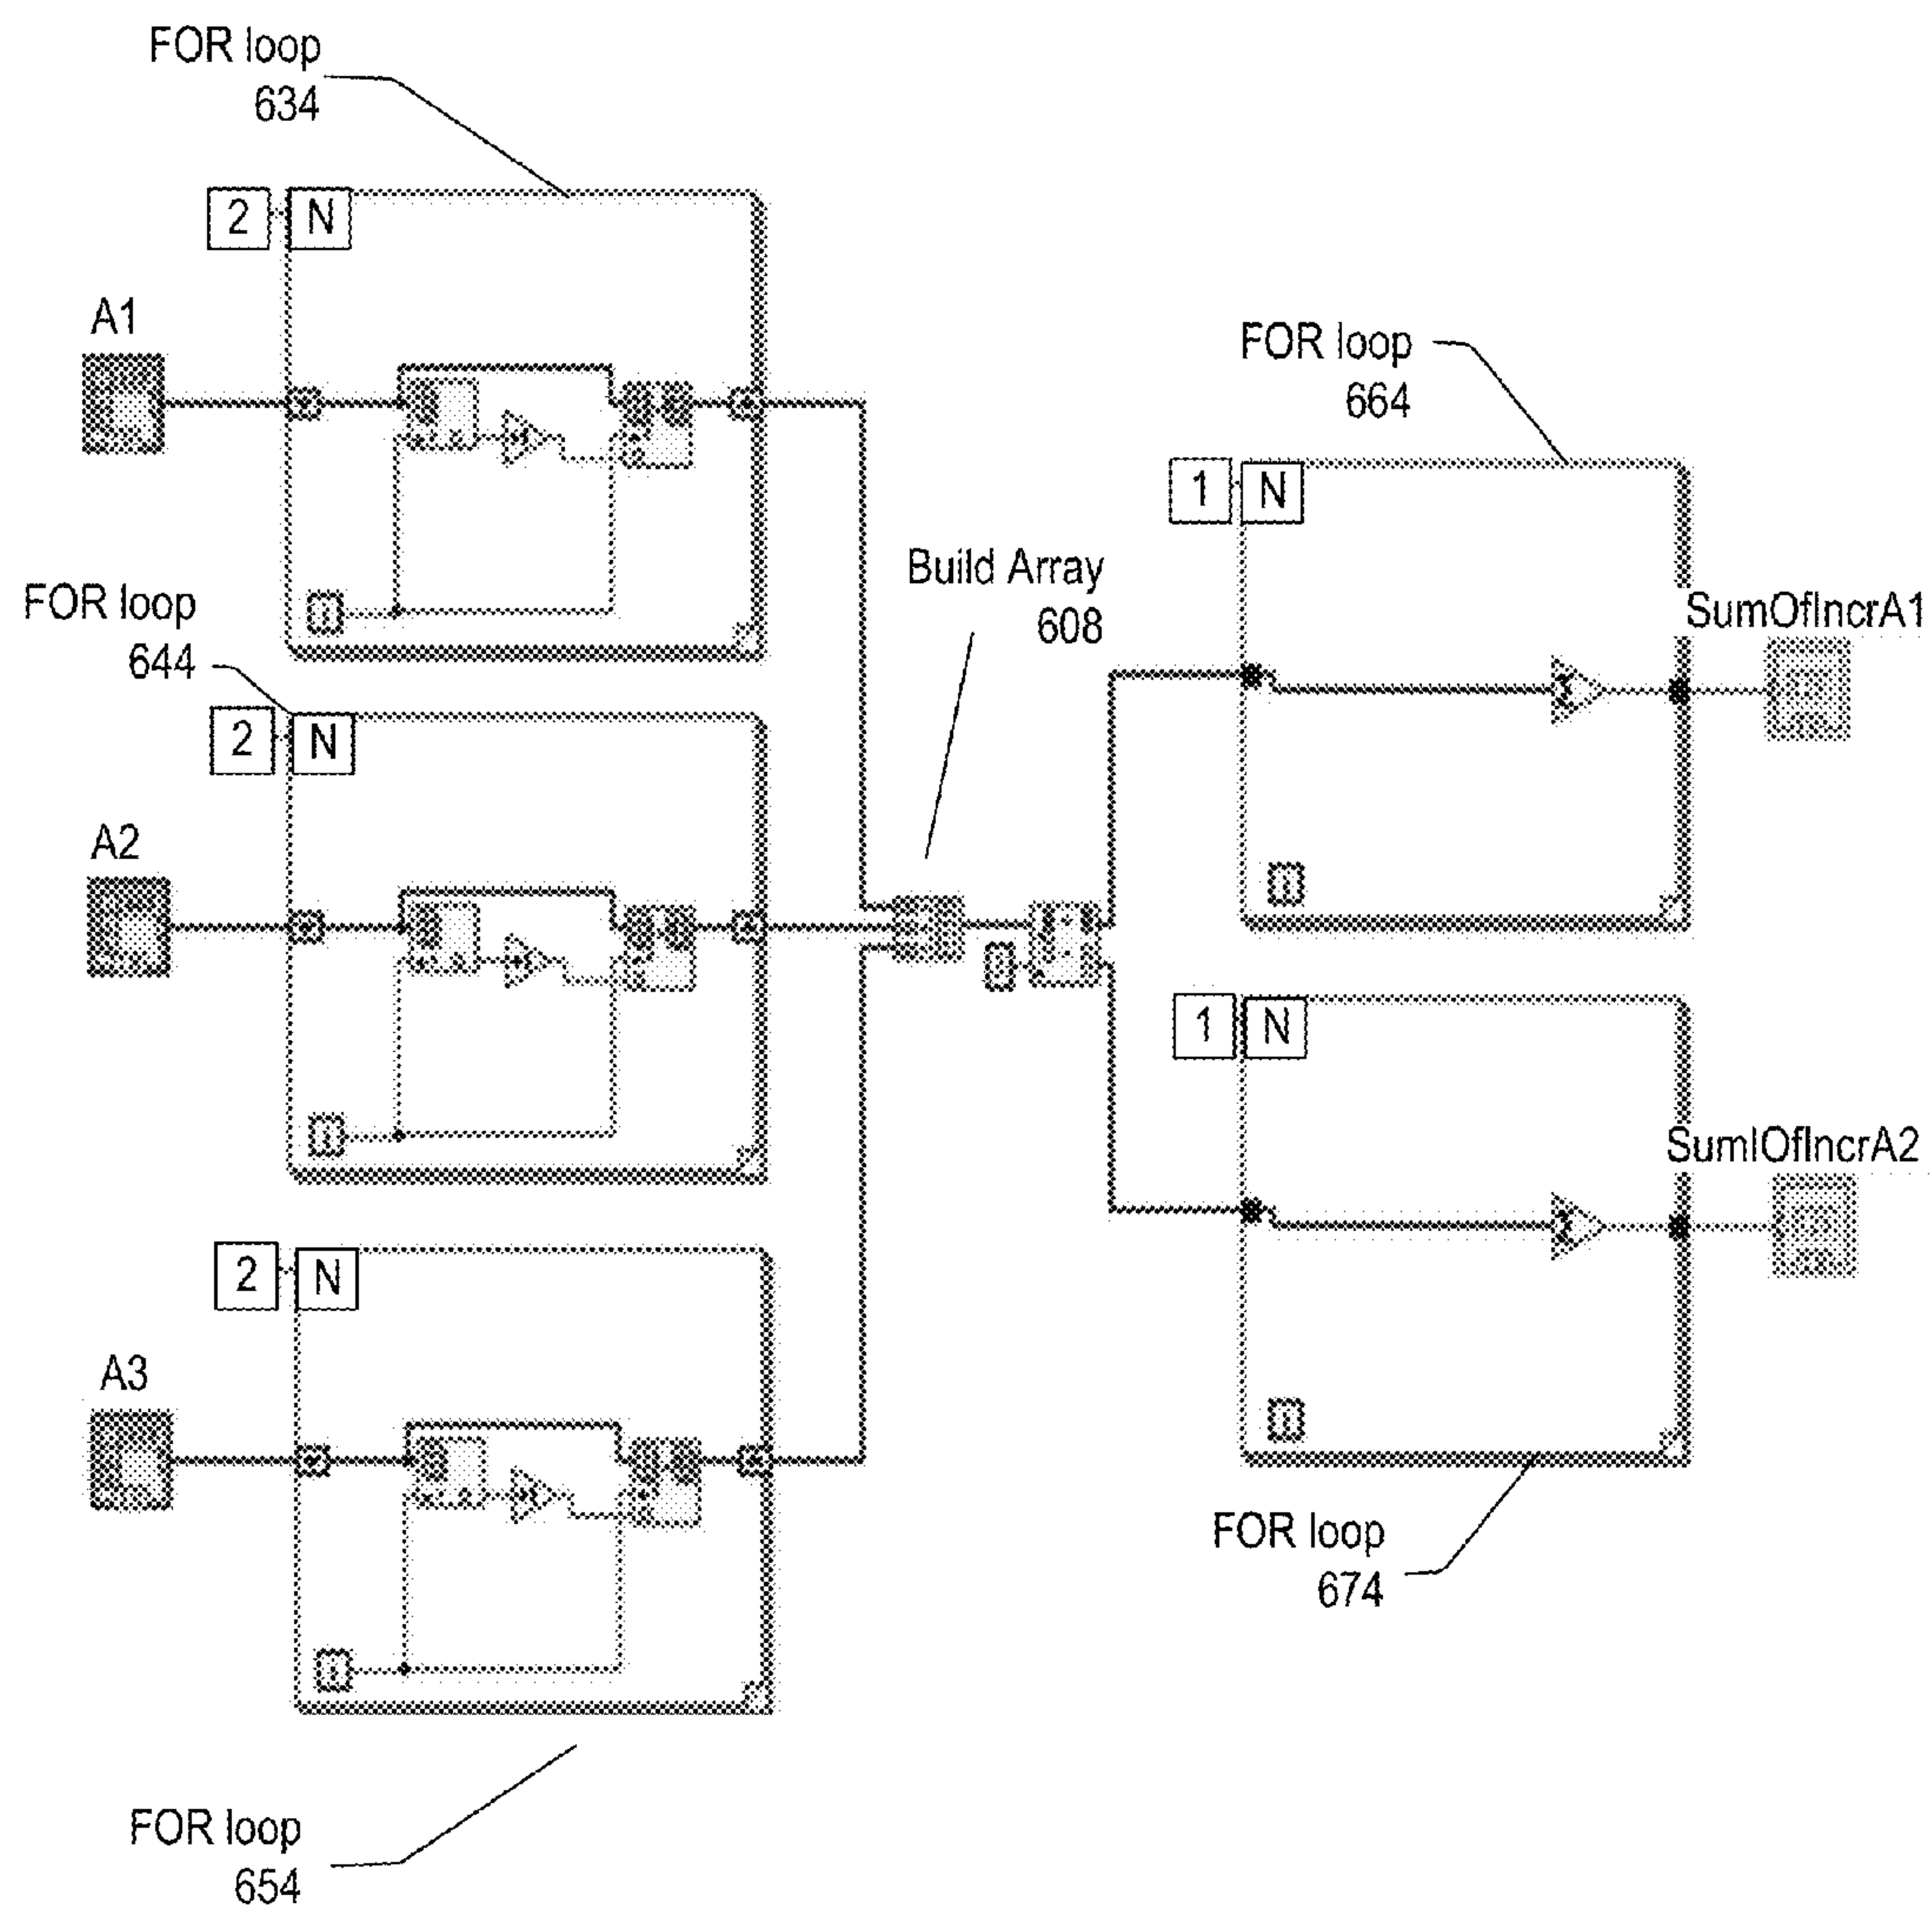 FOR loop
634
2
N
A1
i
FOR loop
644
2
N
A2
i
2
N
A3
i
FOR loop
654
Build Array
608
FOR loop
664
1
N
SumOfIncrA1
i
1
N
SumIOfIncrA2
i
FOR loop
674